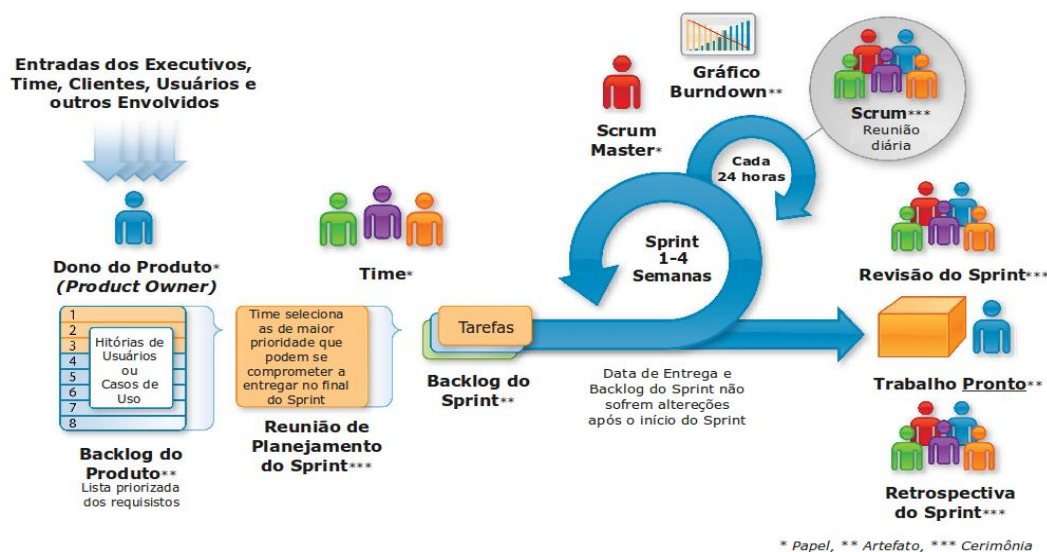 Entradas dos Executivos,
Time, Clientes, Usuários e
outros Envolvidos
Dono do Produto*
(Product Owner)
1
2
3
4
5
6
7
8
Hitórias de
Usuários
ou
Casos de
Uso
Backlog do
Produto**
Lista priorizada
dos requisistos
Time*
Time seleciona
as de maior
prioridade que
podem se
comprometer a
entregar no final
do Sprint
Reunião de
Planejamento
do Sprint***
Tarefas
Backlog do
Sprint**
Scrum
Master*
Gráfico
Burndown**
Cada
24 horas
Scrum***
Reunião
diária
Sprint
1-4
Semanas
Data de Entrega e
Backlog do Sprint não
sofrem altereções
após o início do Sprint
Revisão do Sprint***
Trabalho Pronto**
Retrospectiva
do Sprint***
* Papel, ** Artefato, *** Cerimônia